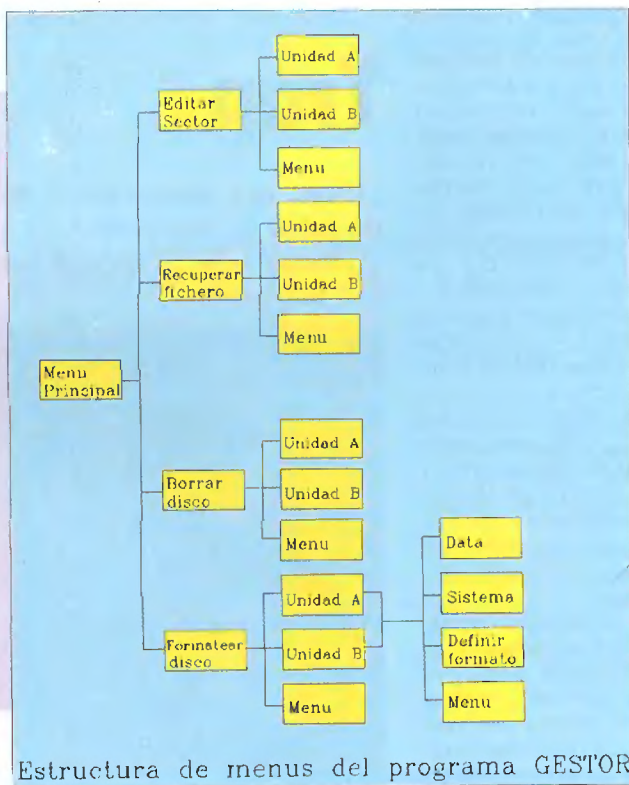 Unidad A
Editar
Sector
Unidad B
Menu
Unidad A
Recuperar
fichero
Unidad B
Menu
Menu
Principal
Unidad A
Borrar
disco
Unidad B
Menu
Data
Unidad A
Sistema
Formatear
disco
Unidad B
Definir
formato
Menu
Menu
Estructura de menus del programa GESTOR